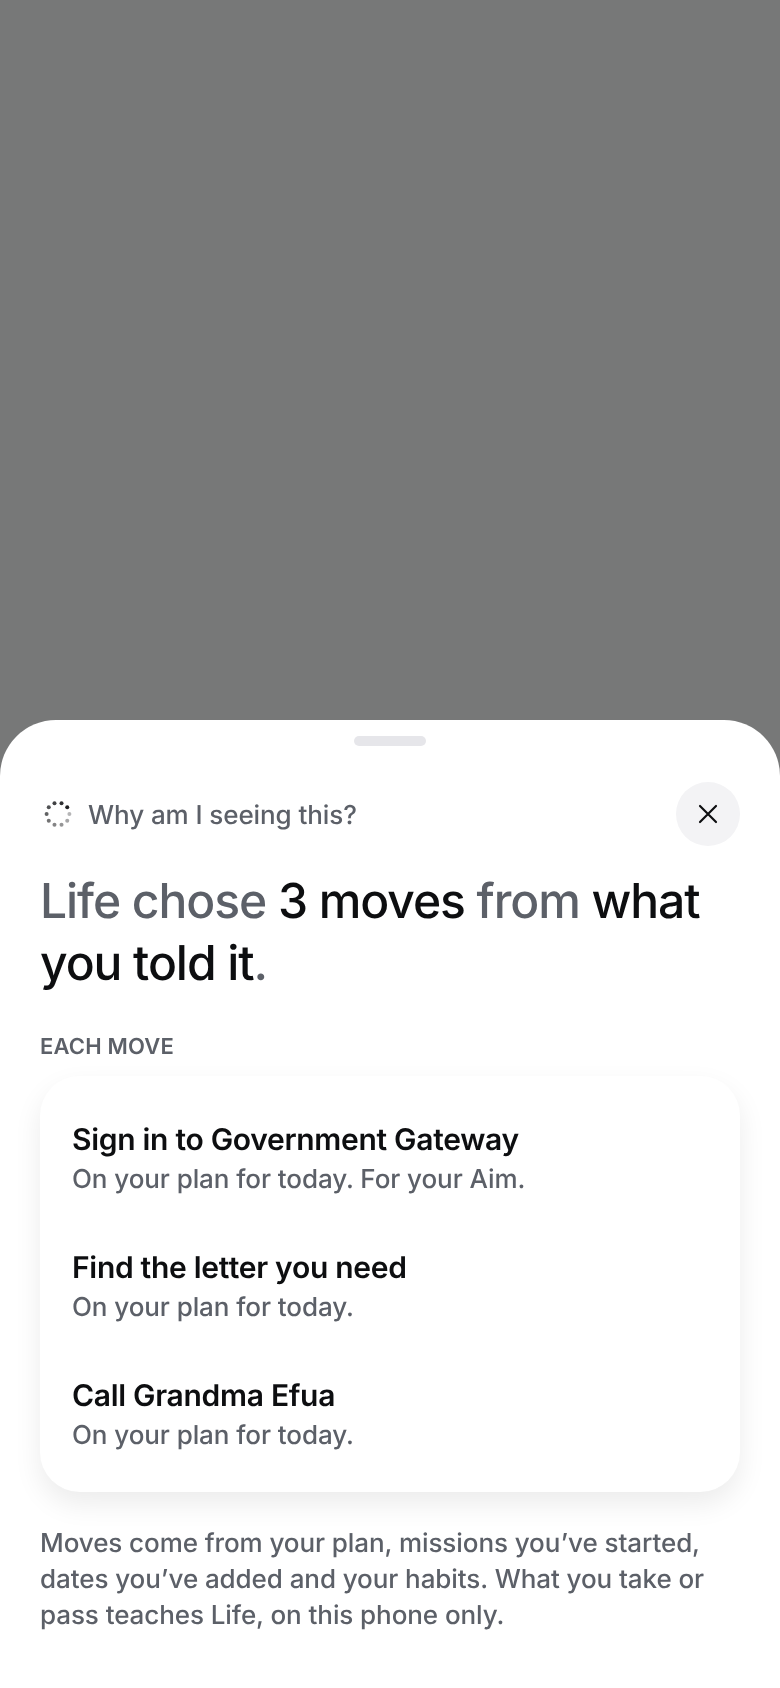 Why am I seeing this?
Life chose 3 moves from what
you told it.
EACH MOVE
Sign in to Government Gateway
On your plan for today. For your Aim.
Find the letter you need
On your plan for today.
Call Grandma Efua
On your plan for today.
Moves come from your plan, missions you’ve started,
dates you’ve added and your habits. What you take or
pass teaches Life, on this phone only.